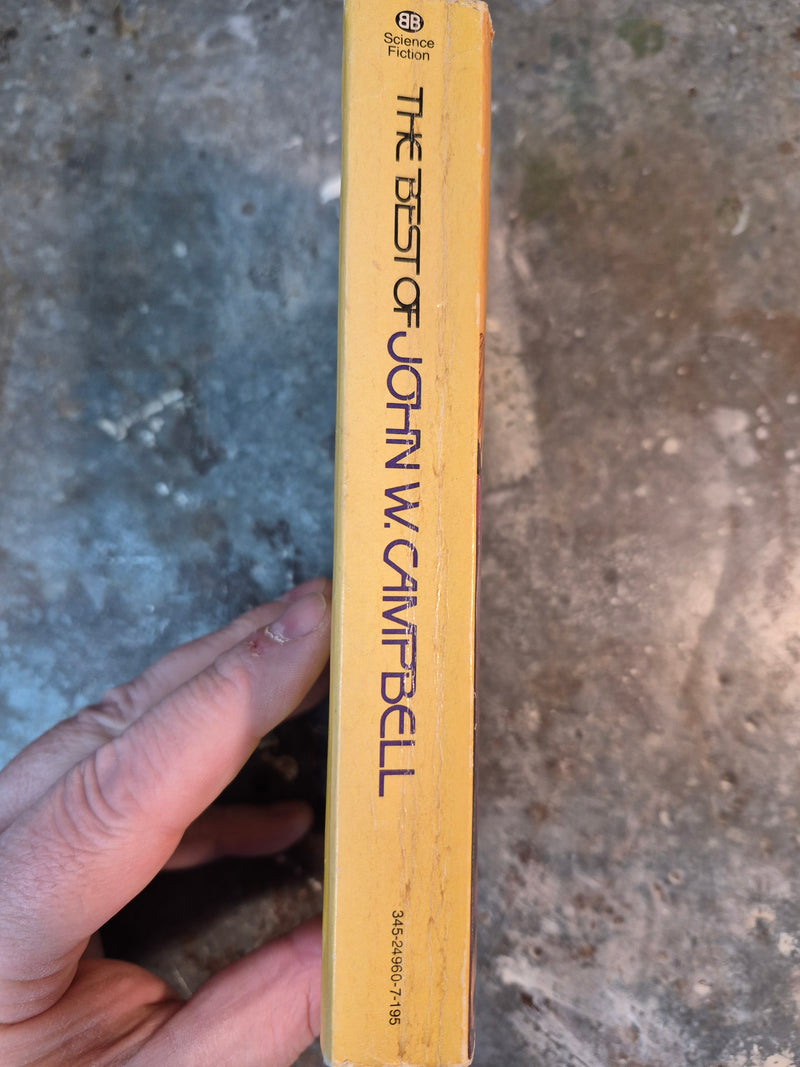 BB
Science
Fiction
THE BEST OF JOHN W. CAMPBELL
345-24960-7-195